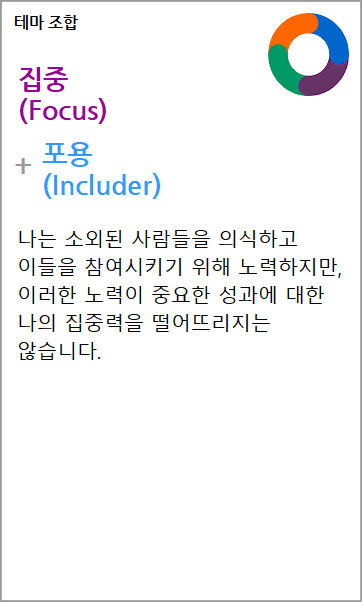 테마 조합
집중
(Focus)
+ 포용
(Includer)
나는 소외된 사람들을 의식하고
이들을 참여시키기 위해 노력하지만,
이러한 노력이 중요한 성과에 대한
나의 집중력을 떨어뜨리지는
않습니다.